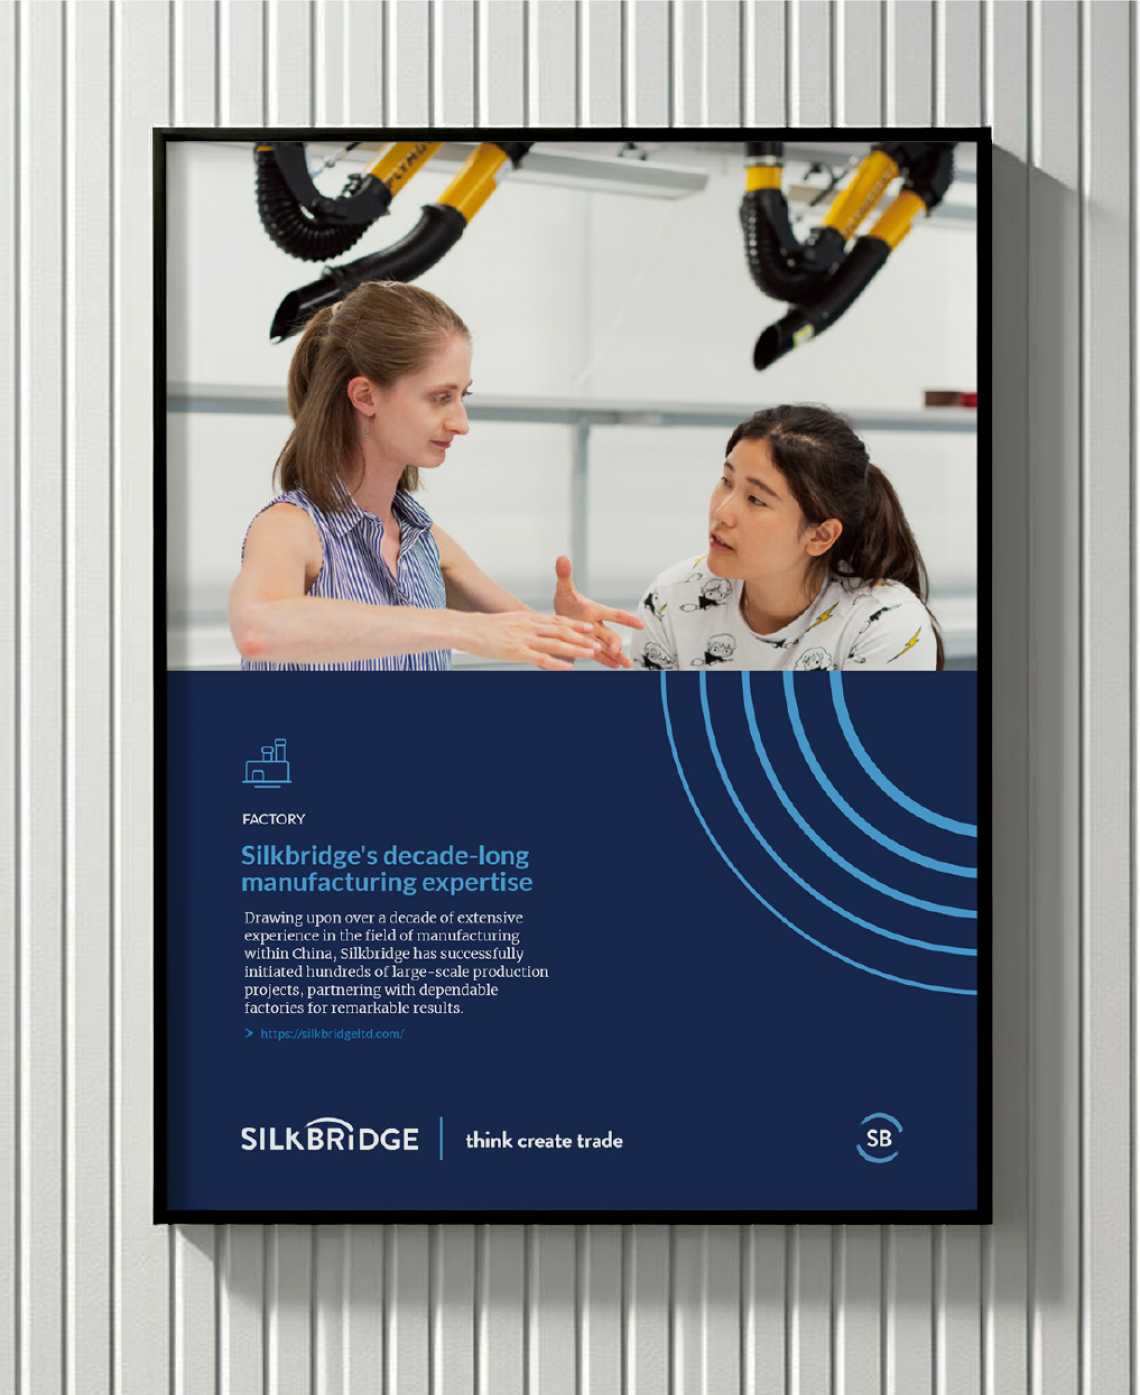 FACTORY
Silkbridge's decade-long
manufacturing expertise
Drawing upon over a decade of extensive
experience in the field of manufacturing
within China, Silkbridge has successfully
initiated hundreds of large-scale production
projects, partnering with dependable
factories for remarkable results.
> https://silkbridgeltd.com/
SILKBRiDGE | think create trade
SB